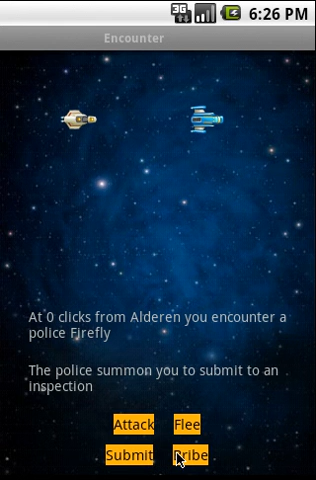 3G 6:26 PM
Encounter
At 0 clicks from Alderen you encounter a
police Firefly
The police summon you to submit to an
inspection
Attack Flee
Submit Bribe